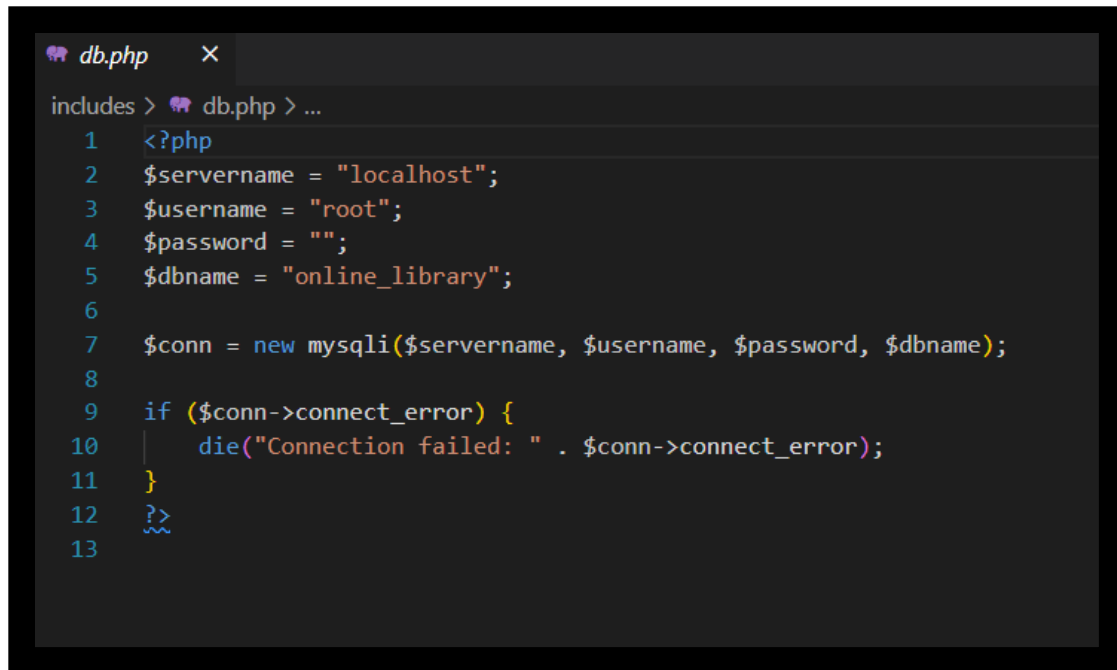 db.php ×
includes > db.php > ...
1 <?php
2 $servername = "localhost";
3 $username = "root";
4 $password = "";
5 $dbname = "online_library";
6
7 $conn = new mysqli($servername, $username, $password, $dbname);
8
9 if ($conn->connect_error) {
10     die("Connection failed: " . $conn->connect_error);
11 }
12 ?>
13